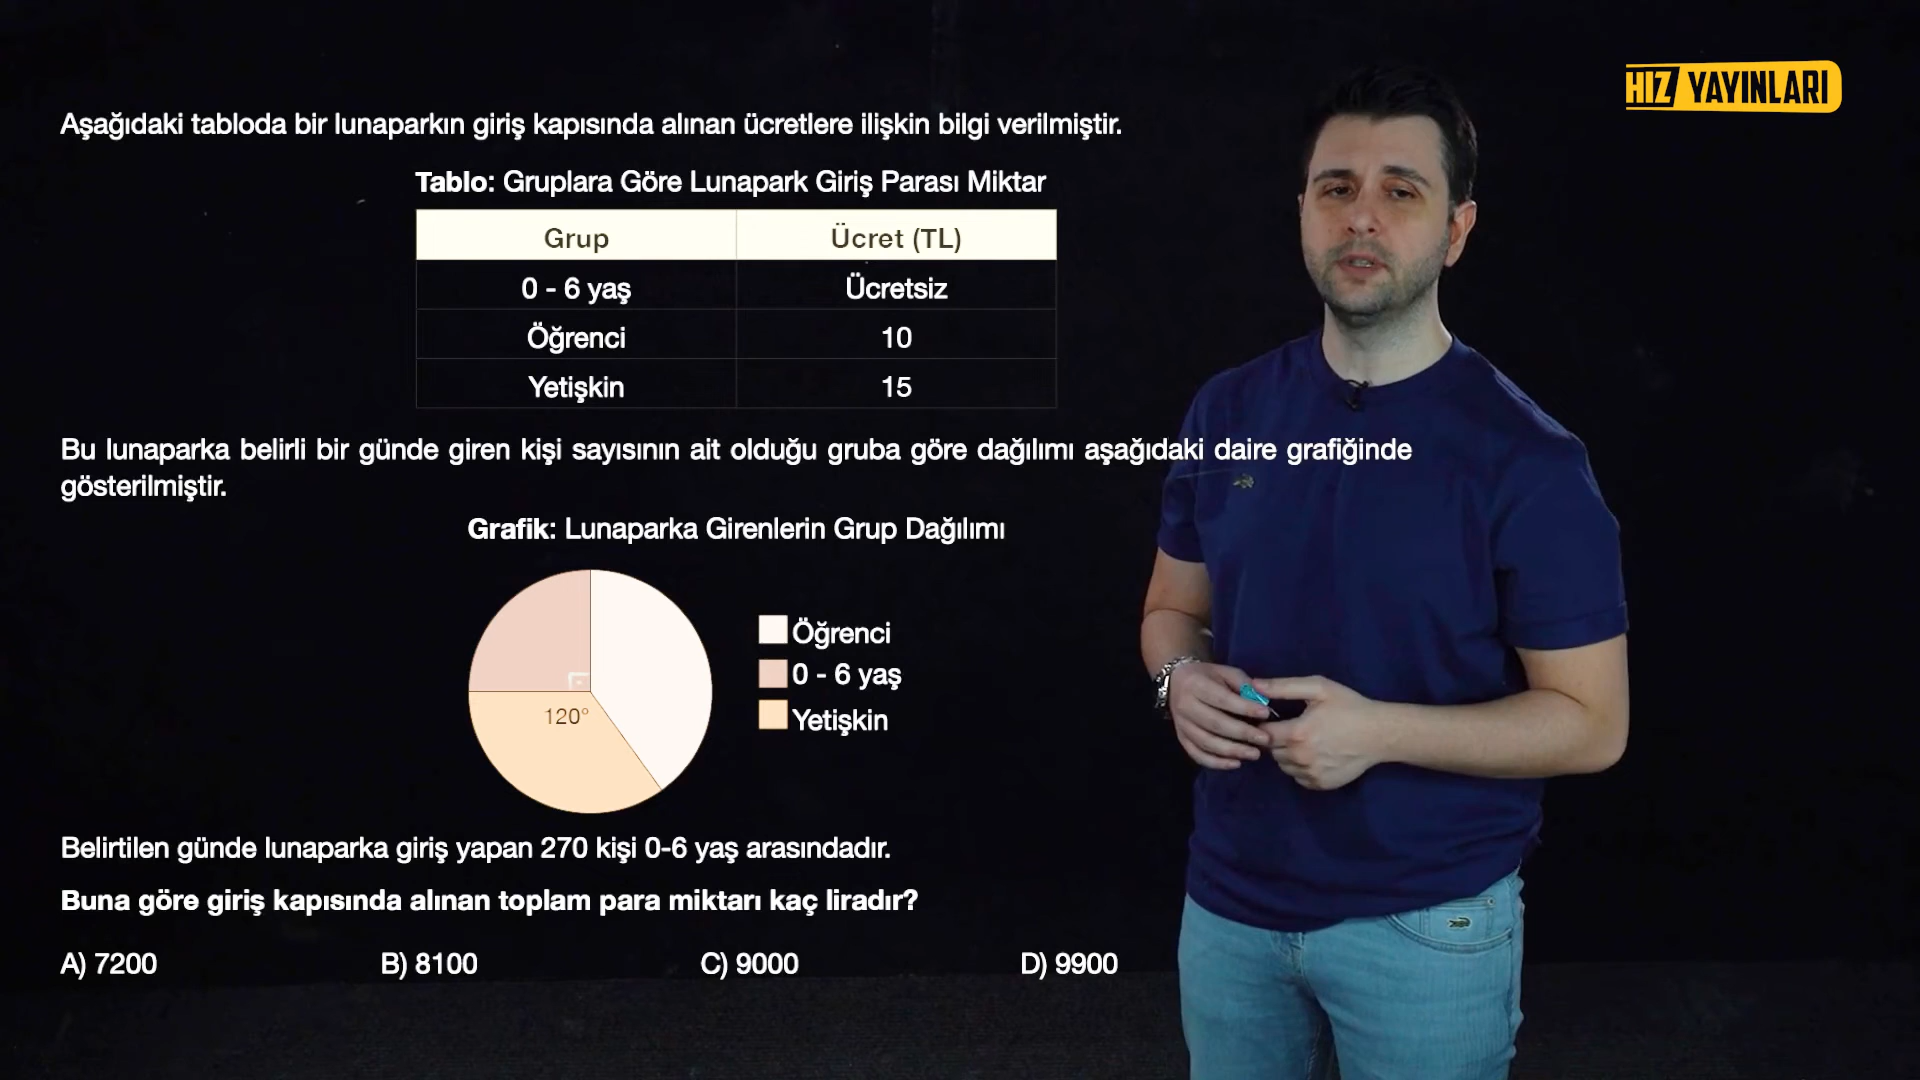 HIZ YAYINLARI
Aşağıdaki tabloda bir lunaparkın giriş kapısında alınan ücretlere ilişkin bilgi verilmiştir.
Tablo: Gruplara Göre Lunapark Giriş Parası Miktar
Grup Ücret (TL)
0 - 6 yaş Ücretsiz
Öğrenci 10
Yetişkin 15
Bu lunaparka belirli bir günde giren kişi sayısının ait olduğu gruba göre dağılımı aşağıdaki daire grafiğinde
gösterilmiştir.
Grafik: Lunaparka Girenlerin Grup Dağılımı
120°
Öğrenci
0 - 6 yaş
Yetişkin
Belirtilen günde lunaparka giriş yapan 270 kişi 0-6 yaş arasındadır.
Buna göre giriş kapısında alınan toplam para miktarı kaç liradır?
A) 7200 B) 8100 C) 9000 D) 9900